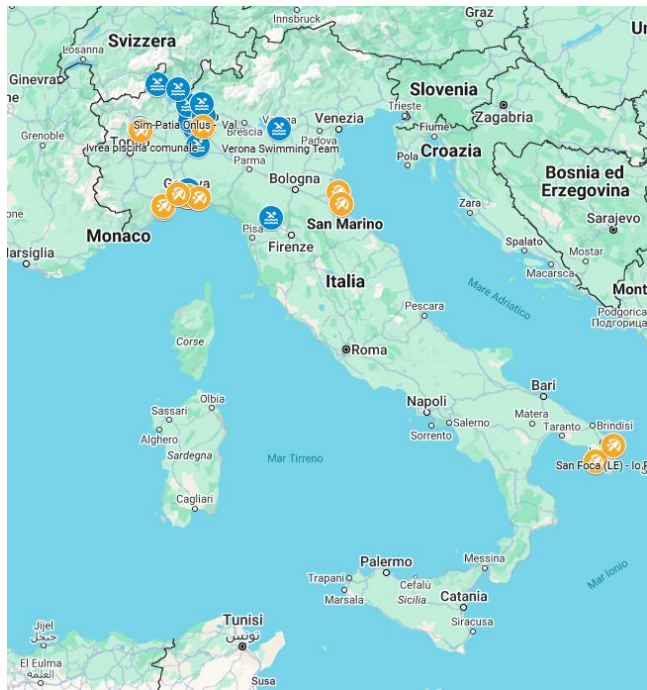 Innsbruck
Graz
Uni
Losanna
Svizzera
Ginevra
Slovenia
Trieste
Zagabria
Grenoble
Sim-Patia Onlus - Val
Brescia
Venezia
Padova
Fiume
Ivrea piscina comunale
Verona Swimming Team
Croazia
Parma
Pola
Bosnia ed
Erzegovina
Bologna
Zara
Sarajevo
Monaco
Pisa
San Marino
Firenze
Spalato
Mostar
Marsiglia
Macarsca
Italia
Mont
Mare Adriatico
Podgorica
Подгорица
Pescara
Corse
Roma
Olbia
Bari
Sassari
Napoli
Matera
Brindisi
Salerno
Taranto
Alghero
Sorrento
Sardegna
San Foca (LE) - Io.P
Mar Tirreno
Cagliari
Palermo
Messina
Mar Ionio
Trapani
Cefalù
Marsala
Sicilia
Catania
Siracusa
Tunisi
تونس
Jijel
جيجل
El Eulma
العلمة
Susa